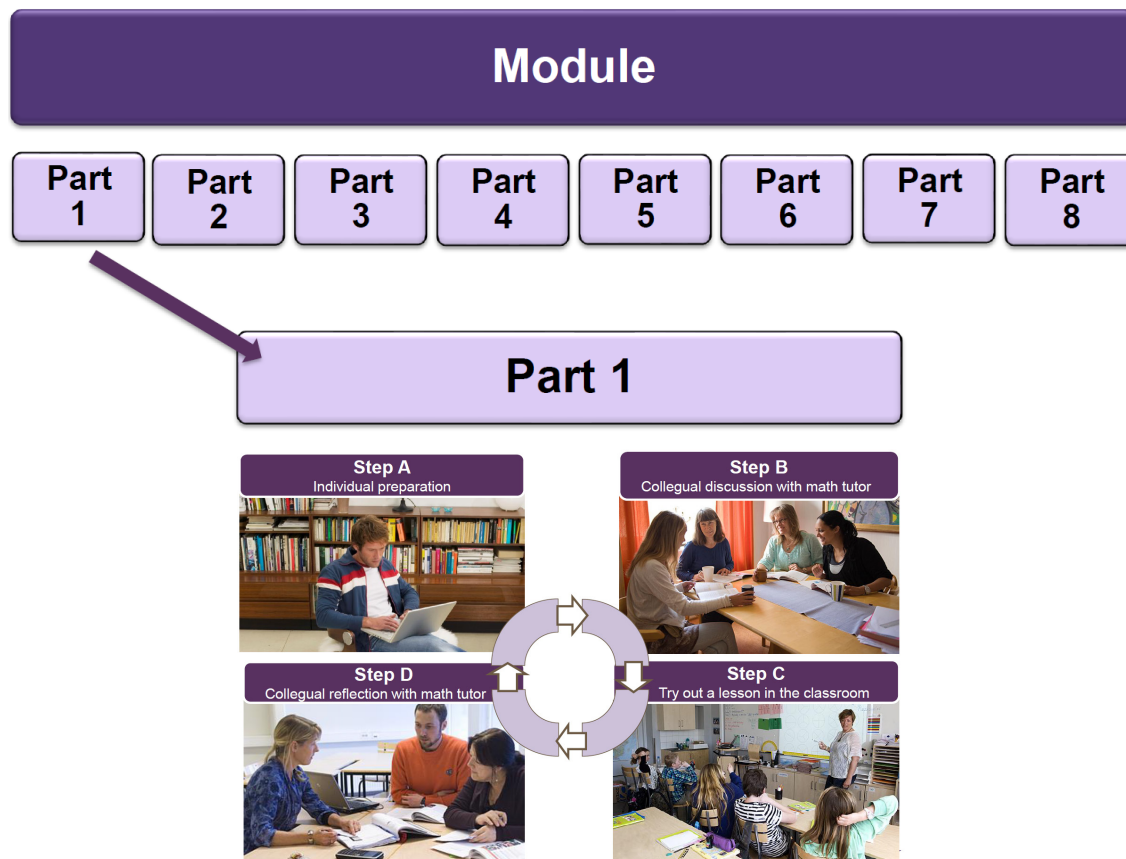 Module
Part
1
Part
2
Part
3
Part
4
Part
5
Part
6
Part
7
Part
8
Part 1
Step A
Individual preparation
Step B
Collegual discussion with math tutor
Step D
Collegual reflection with math tutor
Step C
Try out a lesson in the classroom